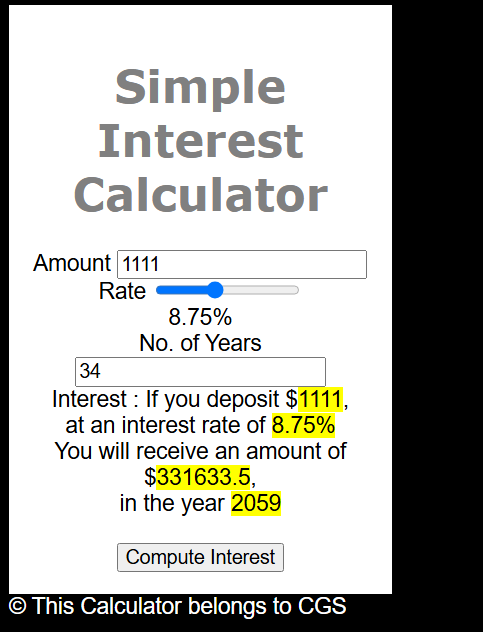 Simple
Interest
Calculator
Amount 1111
Rate
8.75%
No. of Years
34
Interest : If you deposit $1111,
at an interest rate of 8.75%
You will receive an amount of
$331633.5,
in the year 2059
Compute Interest
© This Calculator belongs to CGS